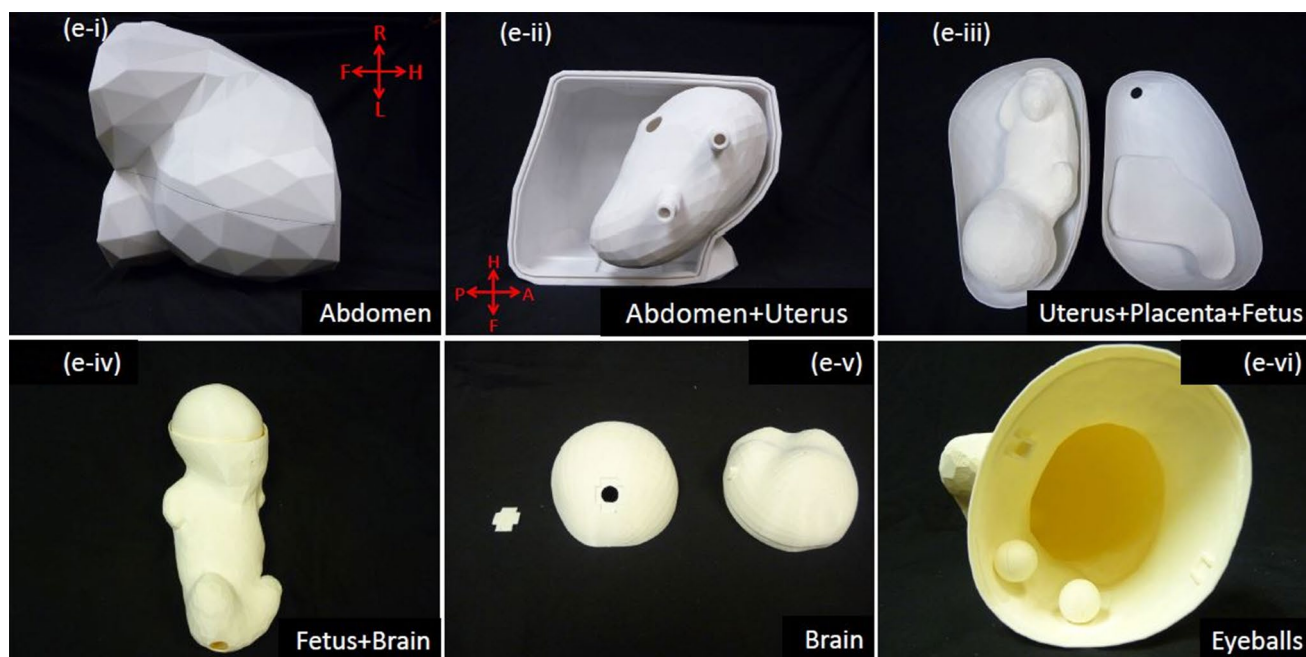 (e-i)
R
F H
L
Abdomen
(e-ii)
H
P A
F
Abdomen+Uterus
(e-iii)
Uterus+Placenta+Fetus
(e-iv)
Fetus+Brain
(e-v)
Brain
(e-vi)
Eyeballs